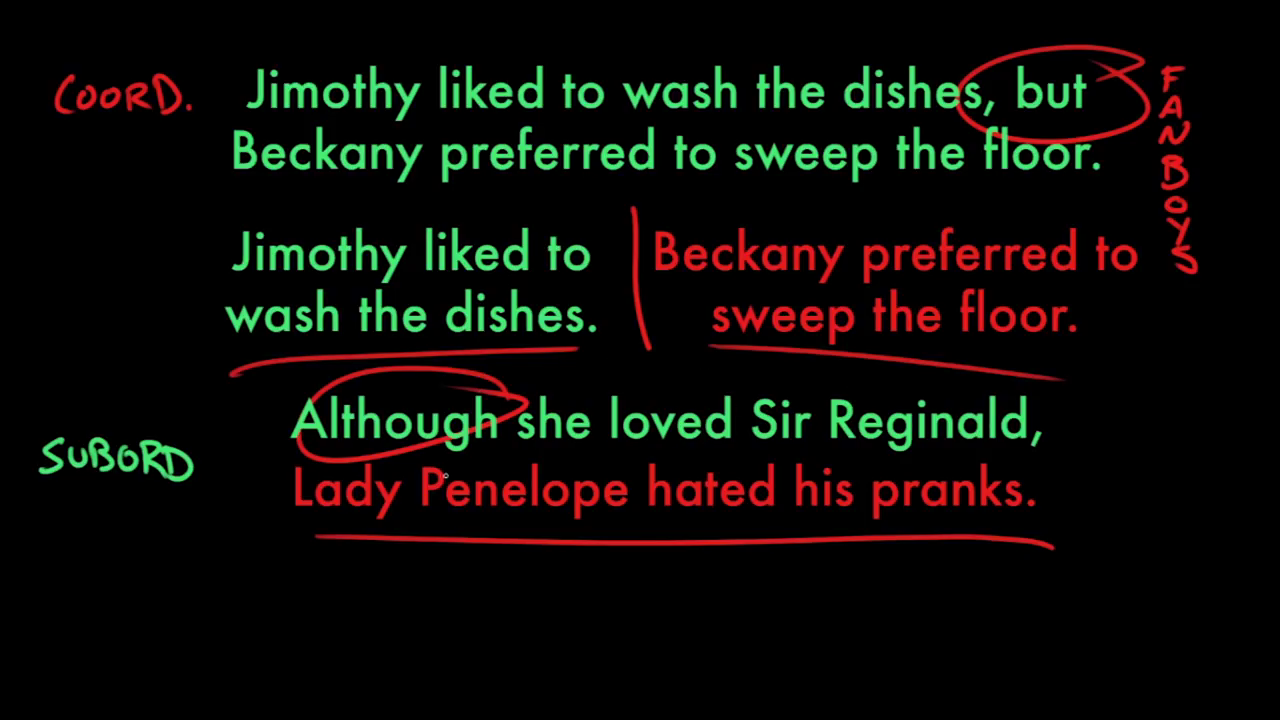 COORD.
Jimothy liked to wash the dishes, but
Beckany preferred to sweep the floor.
FANBOYS
Jimothy liked to
wash the dishes.
Beckany preferred to
sweep the floor.
SUBORD
Although she loved Sir Reginald,
Lady Penelope hated his pranks.